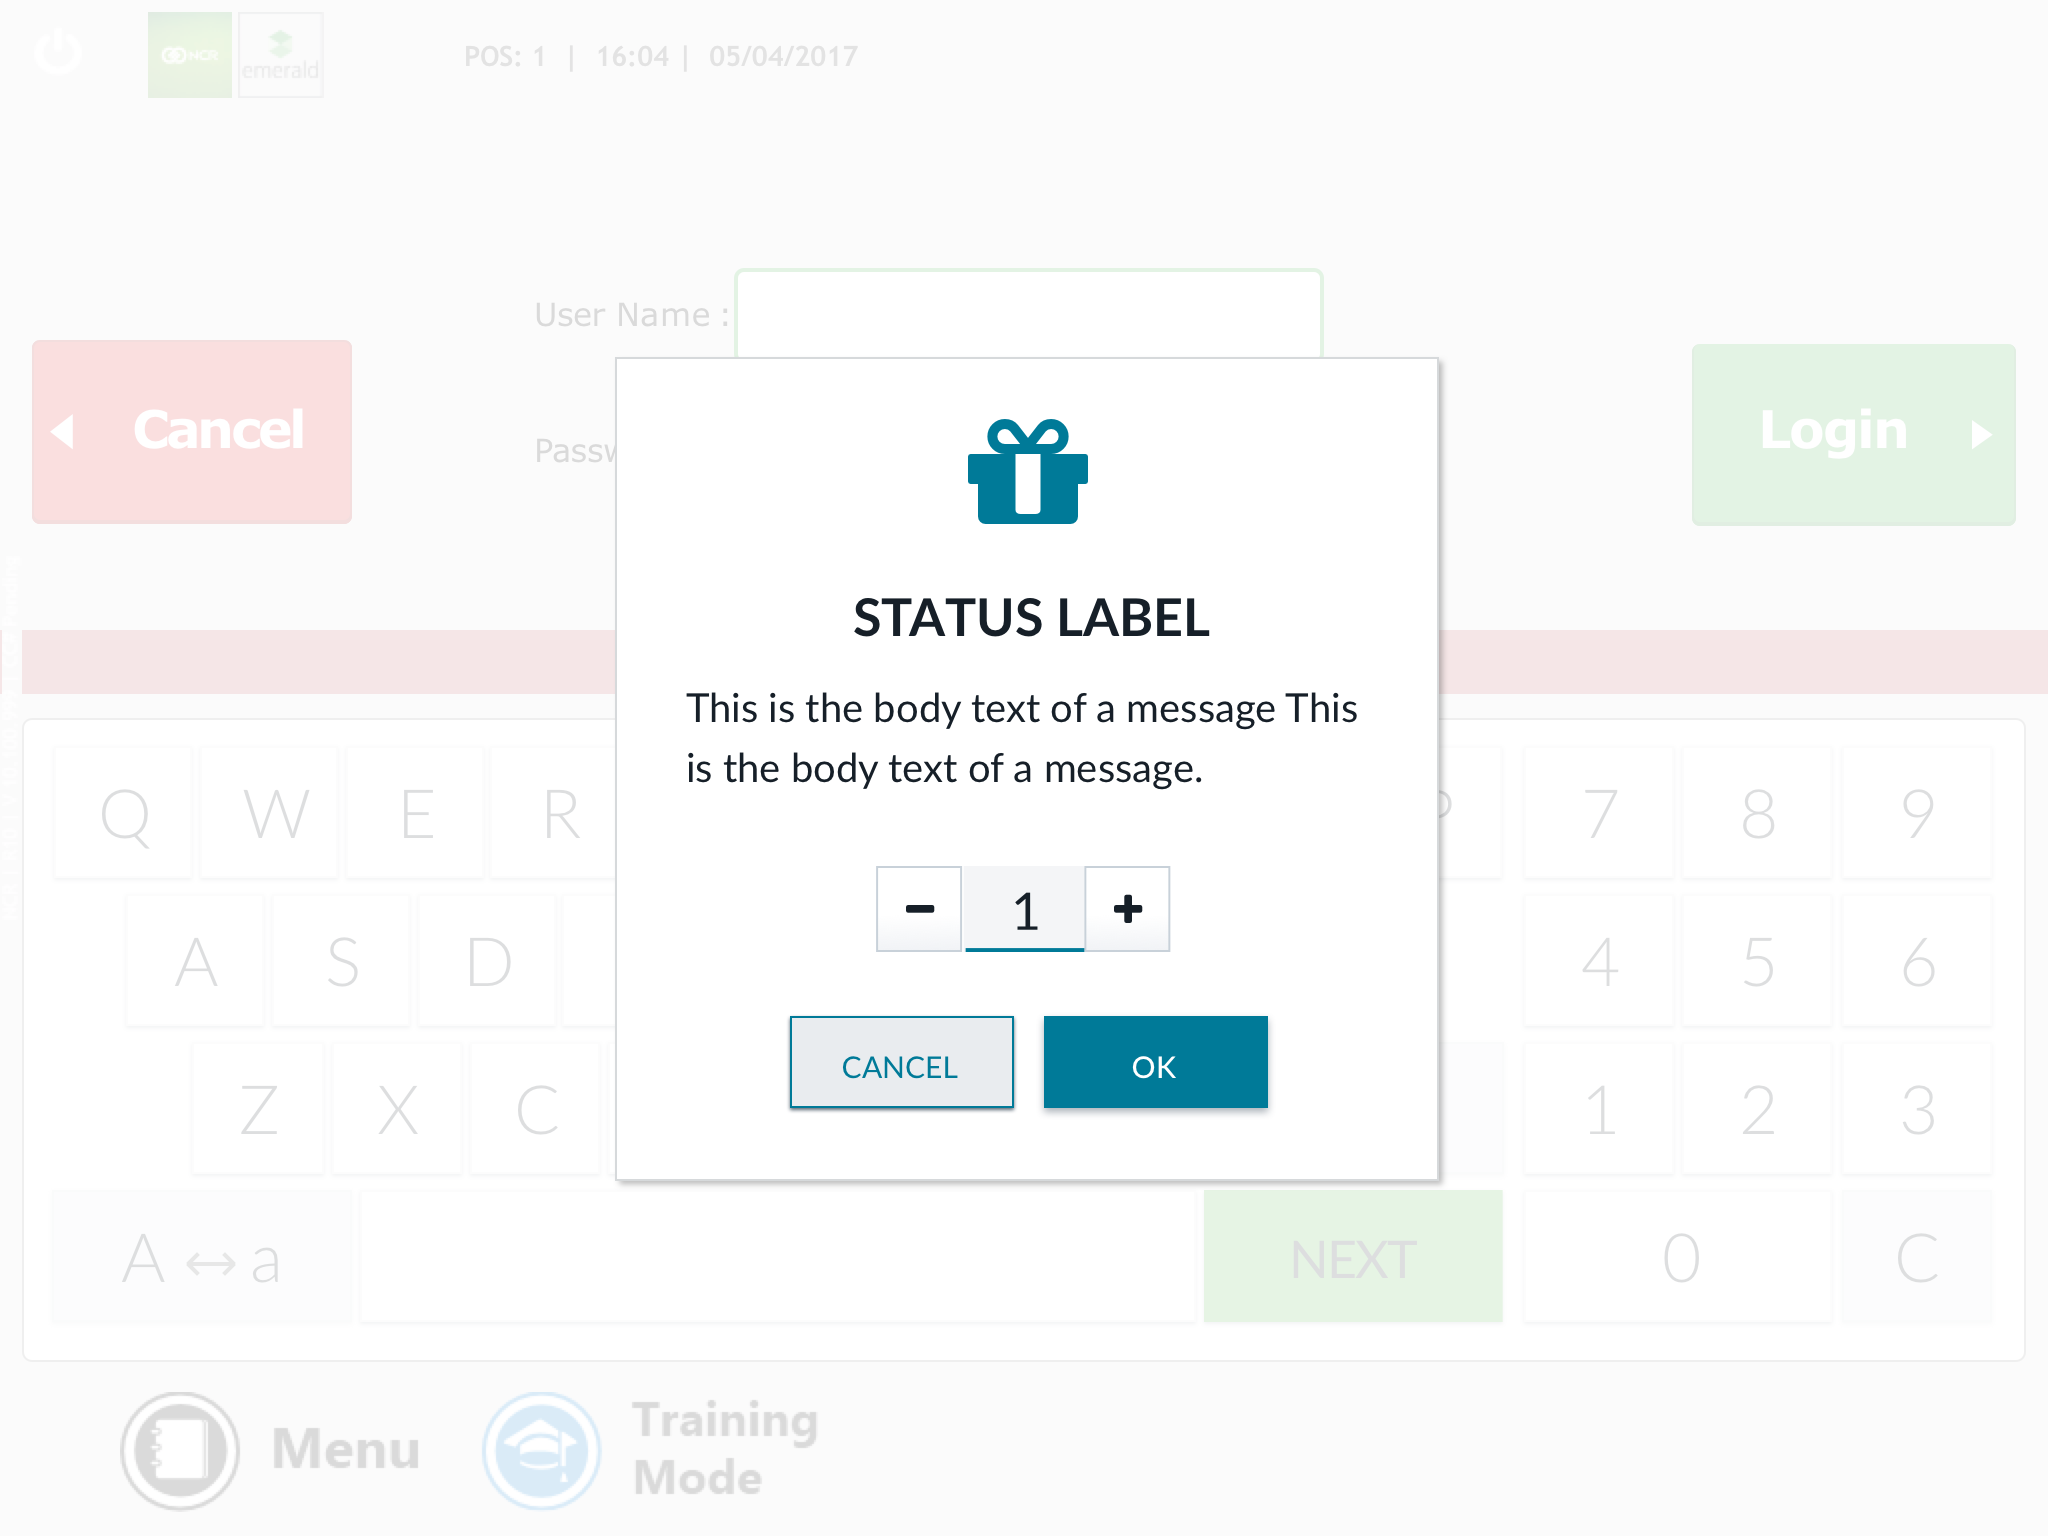 NCR
emerald
POS: 1 | 16:04 | 05/04/2017
User Name :
Cancel
Login
Passw
STATUS LABEL
This is the body text of a message This
is the body text of a message.
Q W E R P 7 8 9
1
A S D 4 5 6
CANCEL OK
Z X C 1 2 3
A ↔ a NEXT 0 C
Menu
Training
Mode